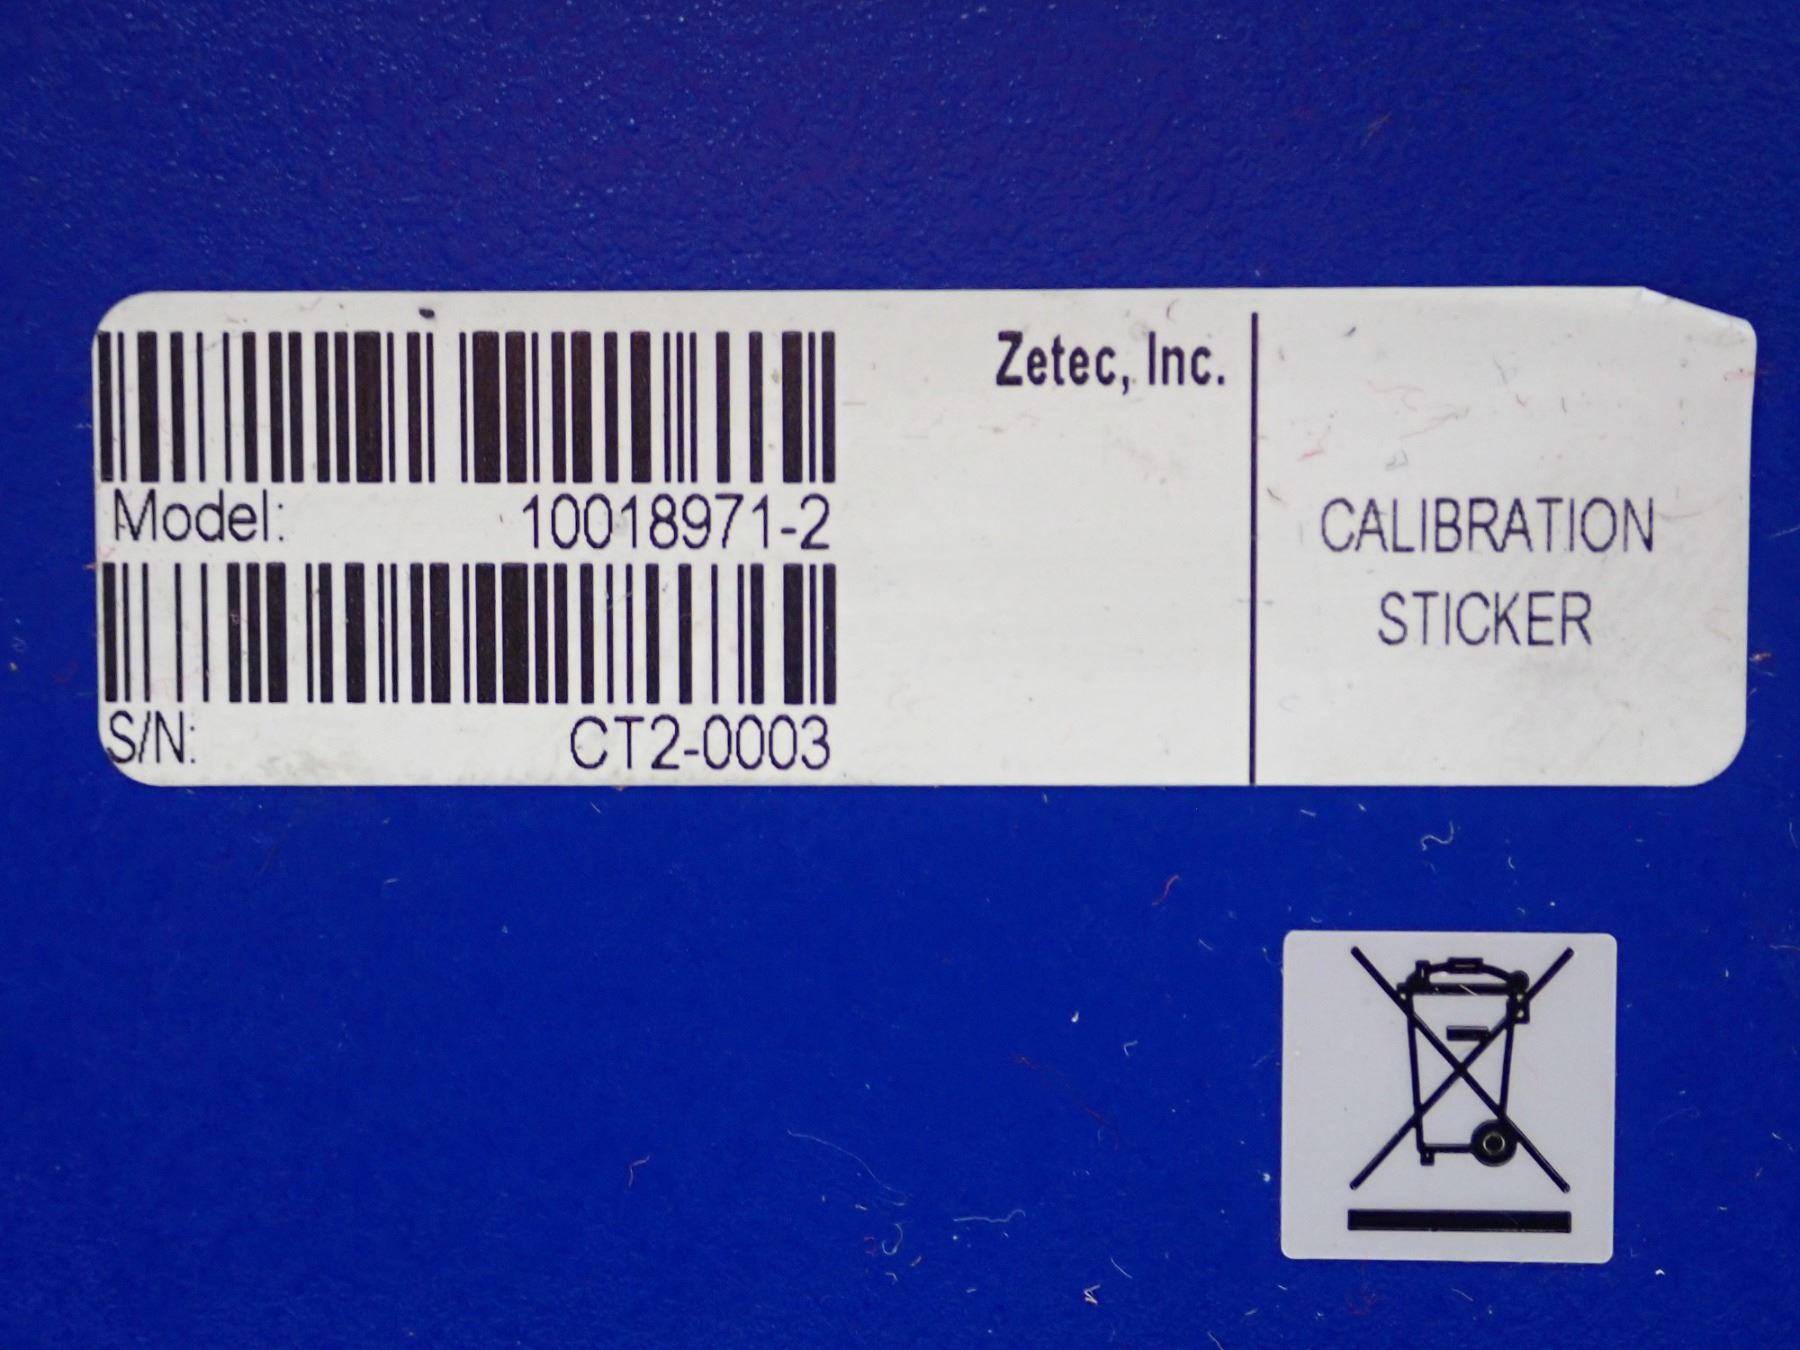 Zetec, Inc.
Model: 10018971-2
S/N: CT2-0003
CALIBRATION
STICKER